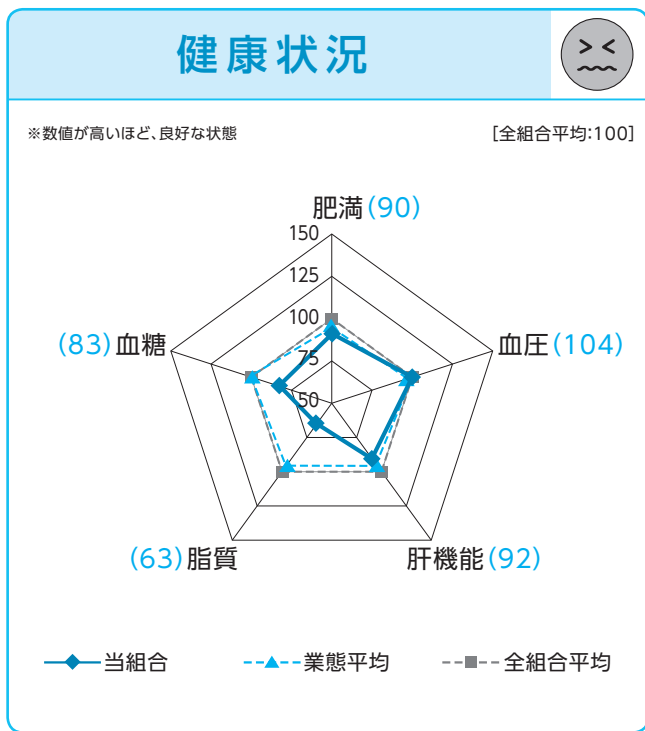 健康状況
※数値が高いほど、良好な状態
[全組合平均:100]
肥満(90)
150
125
100
75
50
(83)血糖
血圧(104)
(63)脂質
肝機能(92)
当組合
業態平均
全組合平均